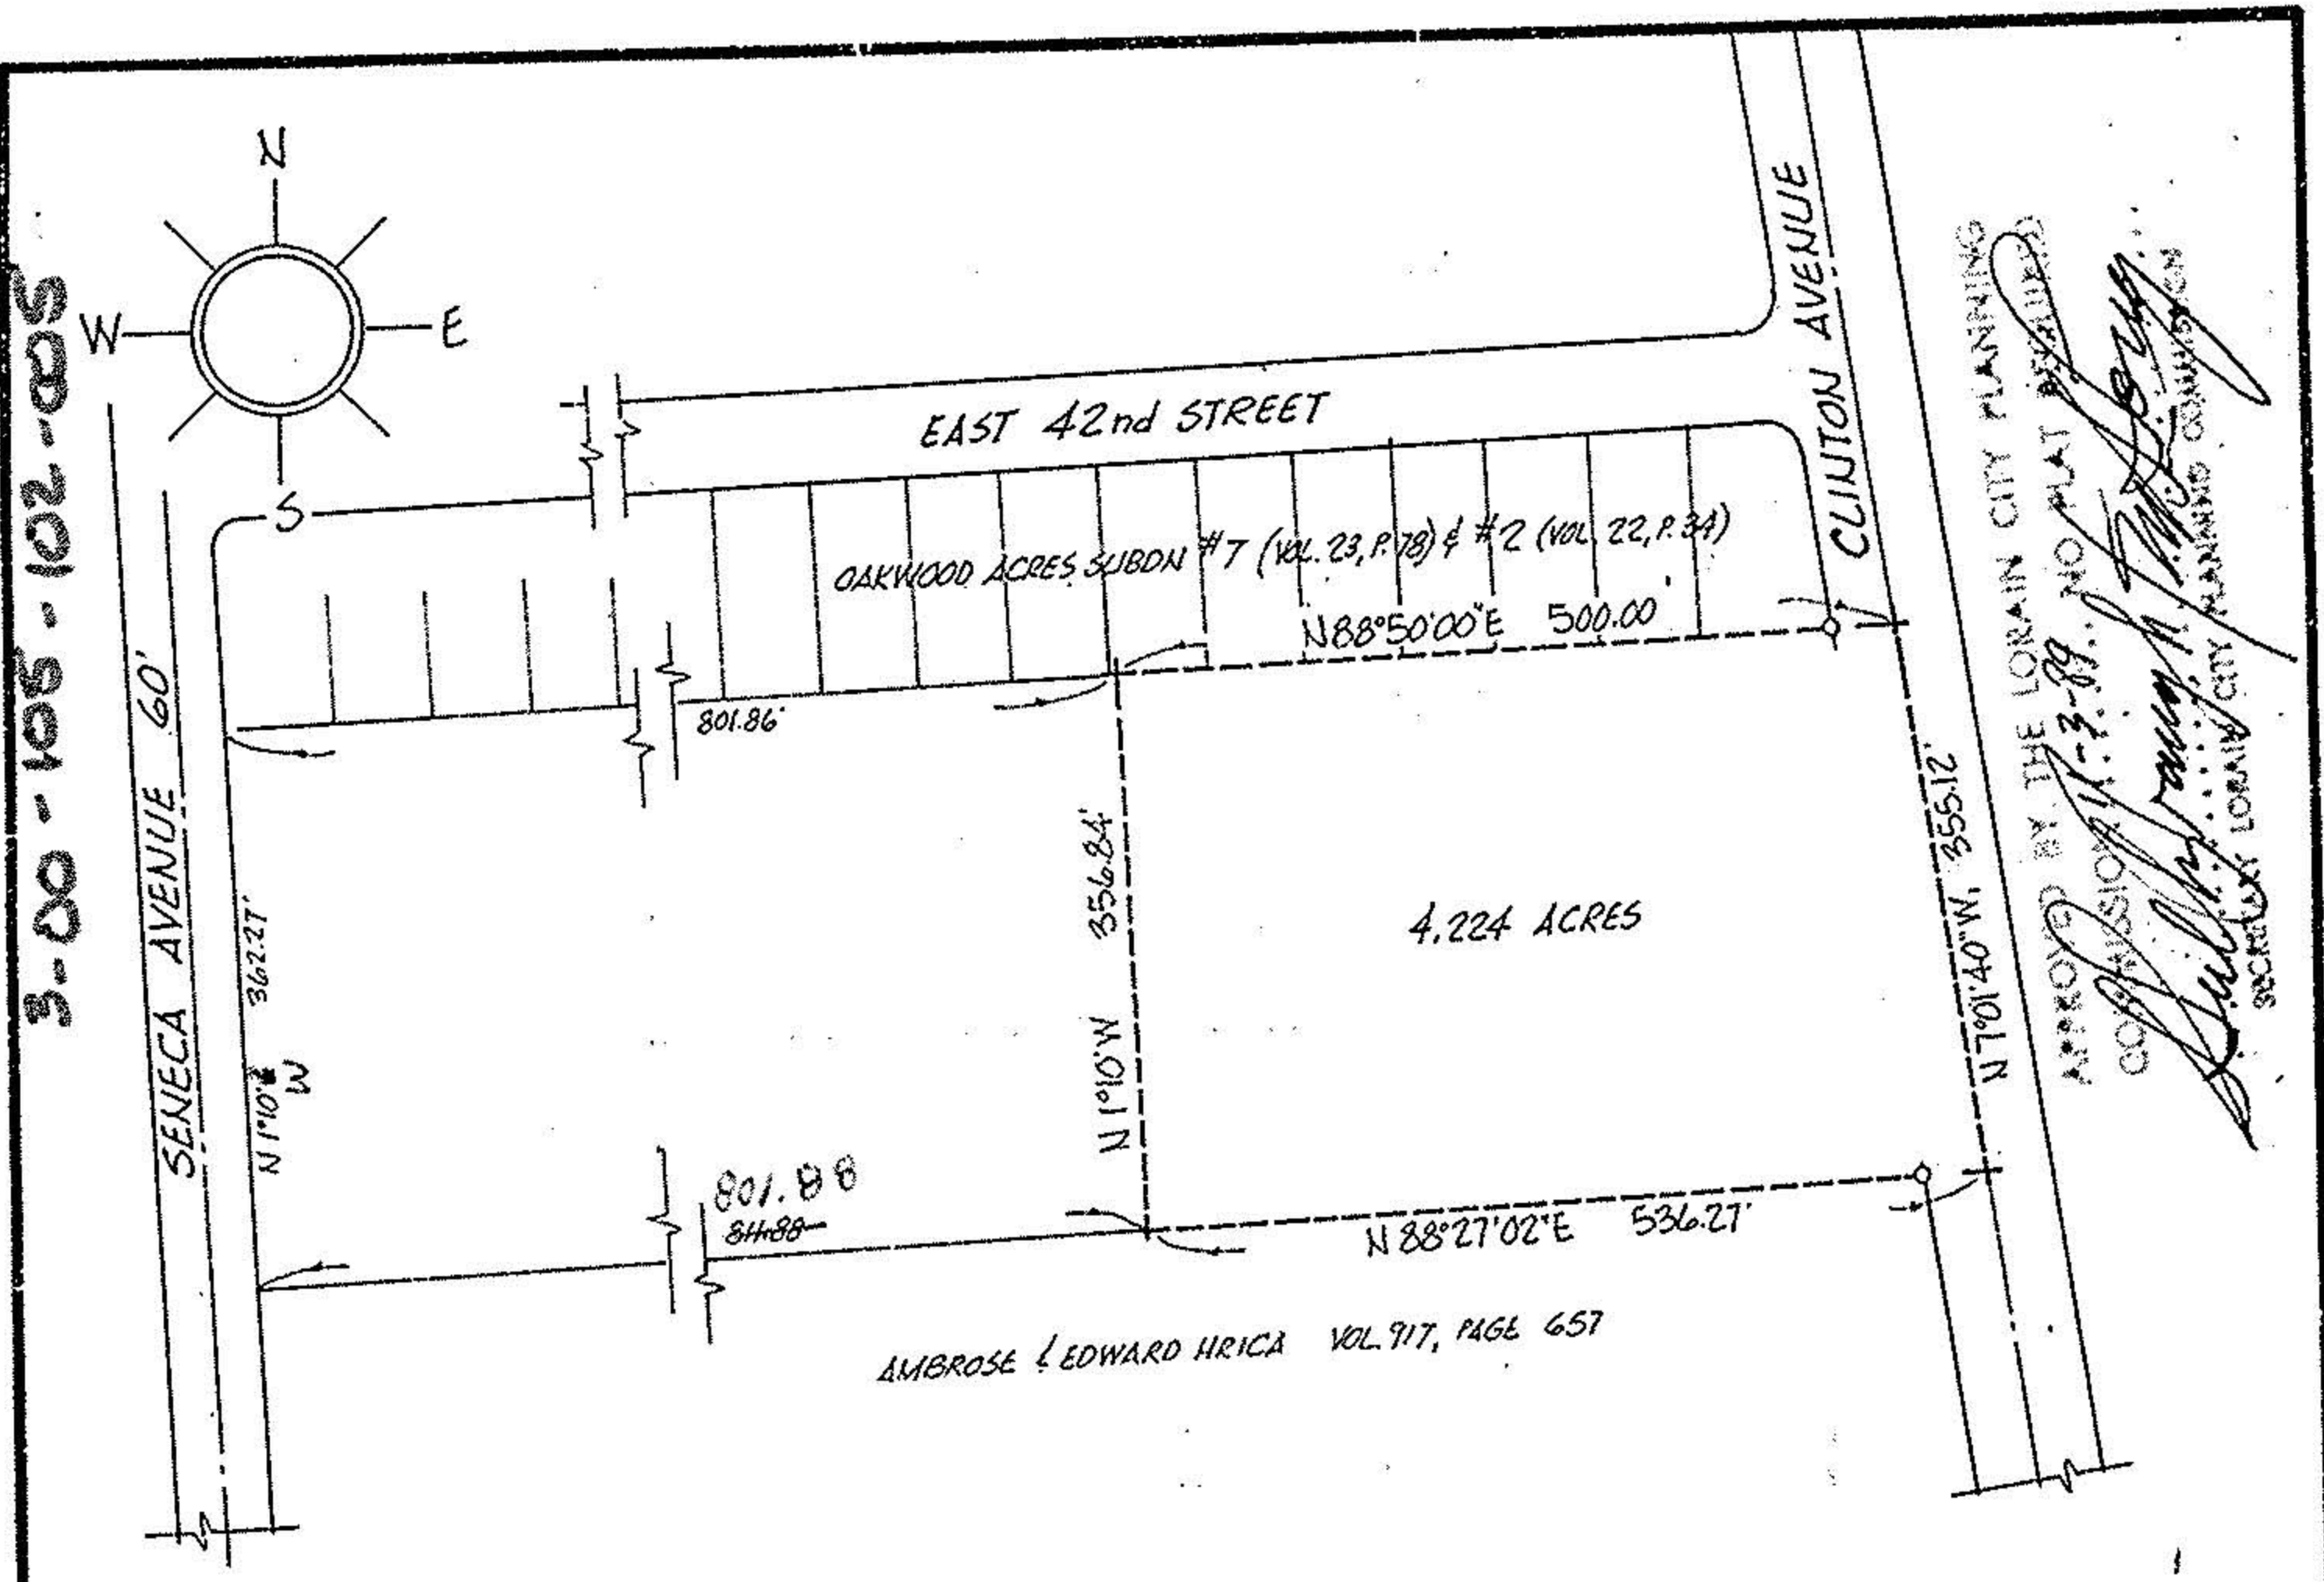 3-00-105-102-005
N
W
E
S
EAST 42nd STREET
CLINTON AVENUE
OAKWOOD ACRES SUBDN #7 (VOL. 23, P. 78) & #2 (VOL. 22, P. 34)
N88°50'00"E 500.00'
801.86'
SENECA AVENUE 60'
N 1°10' W 362.27'
N 1°10'W 356.84'
4.224 ACRES
N 7°01'40"W, 355.12'
801.88
811.88
N 88°27'02"E 536.27'
AMBROSE & EDWARD HRICA VOL. 917, PAGE 657
APPROVED BY THE LORAIN CITY PLANNING
COMMISSION NO PLAT REQUIRED
SECRETARY LORAIN CITY PLANNING COMMISSION